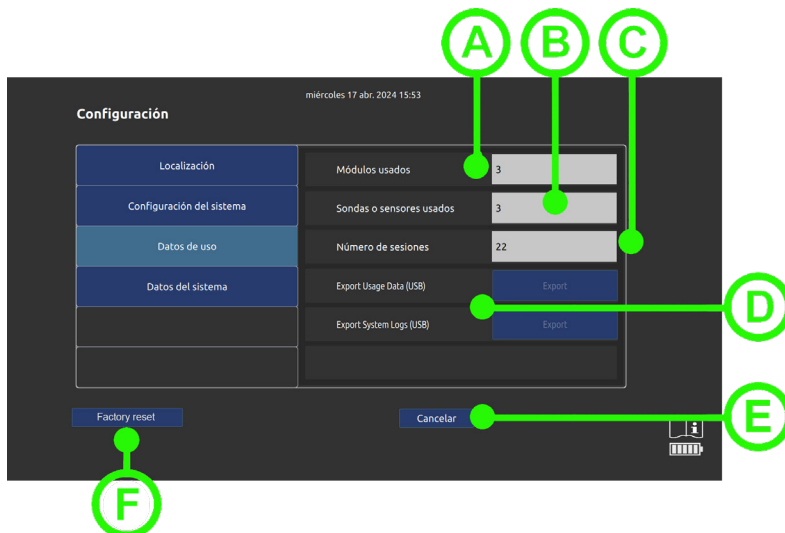 A
B
C
miércoles 17 abr. 2024 15:53
Configuración
Localización
Módulos usados
3
Configuración del sistema
Sondas o sensores usados
3
Datos de uso
Número de sesiones
22
Datos del sistema
Export Usage Data (USB)
Export
D
Export System Logs (USB)
Export
Factory reset
Cancelar
E
i
F